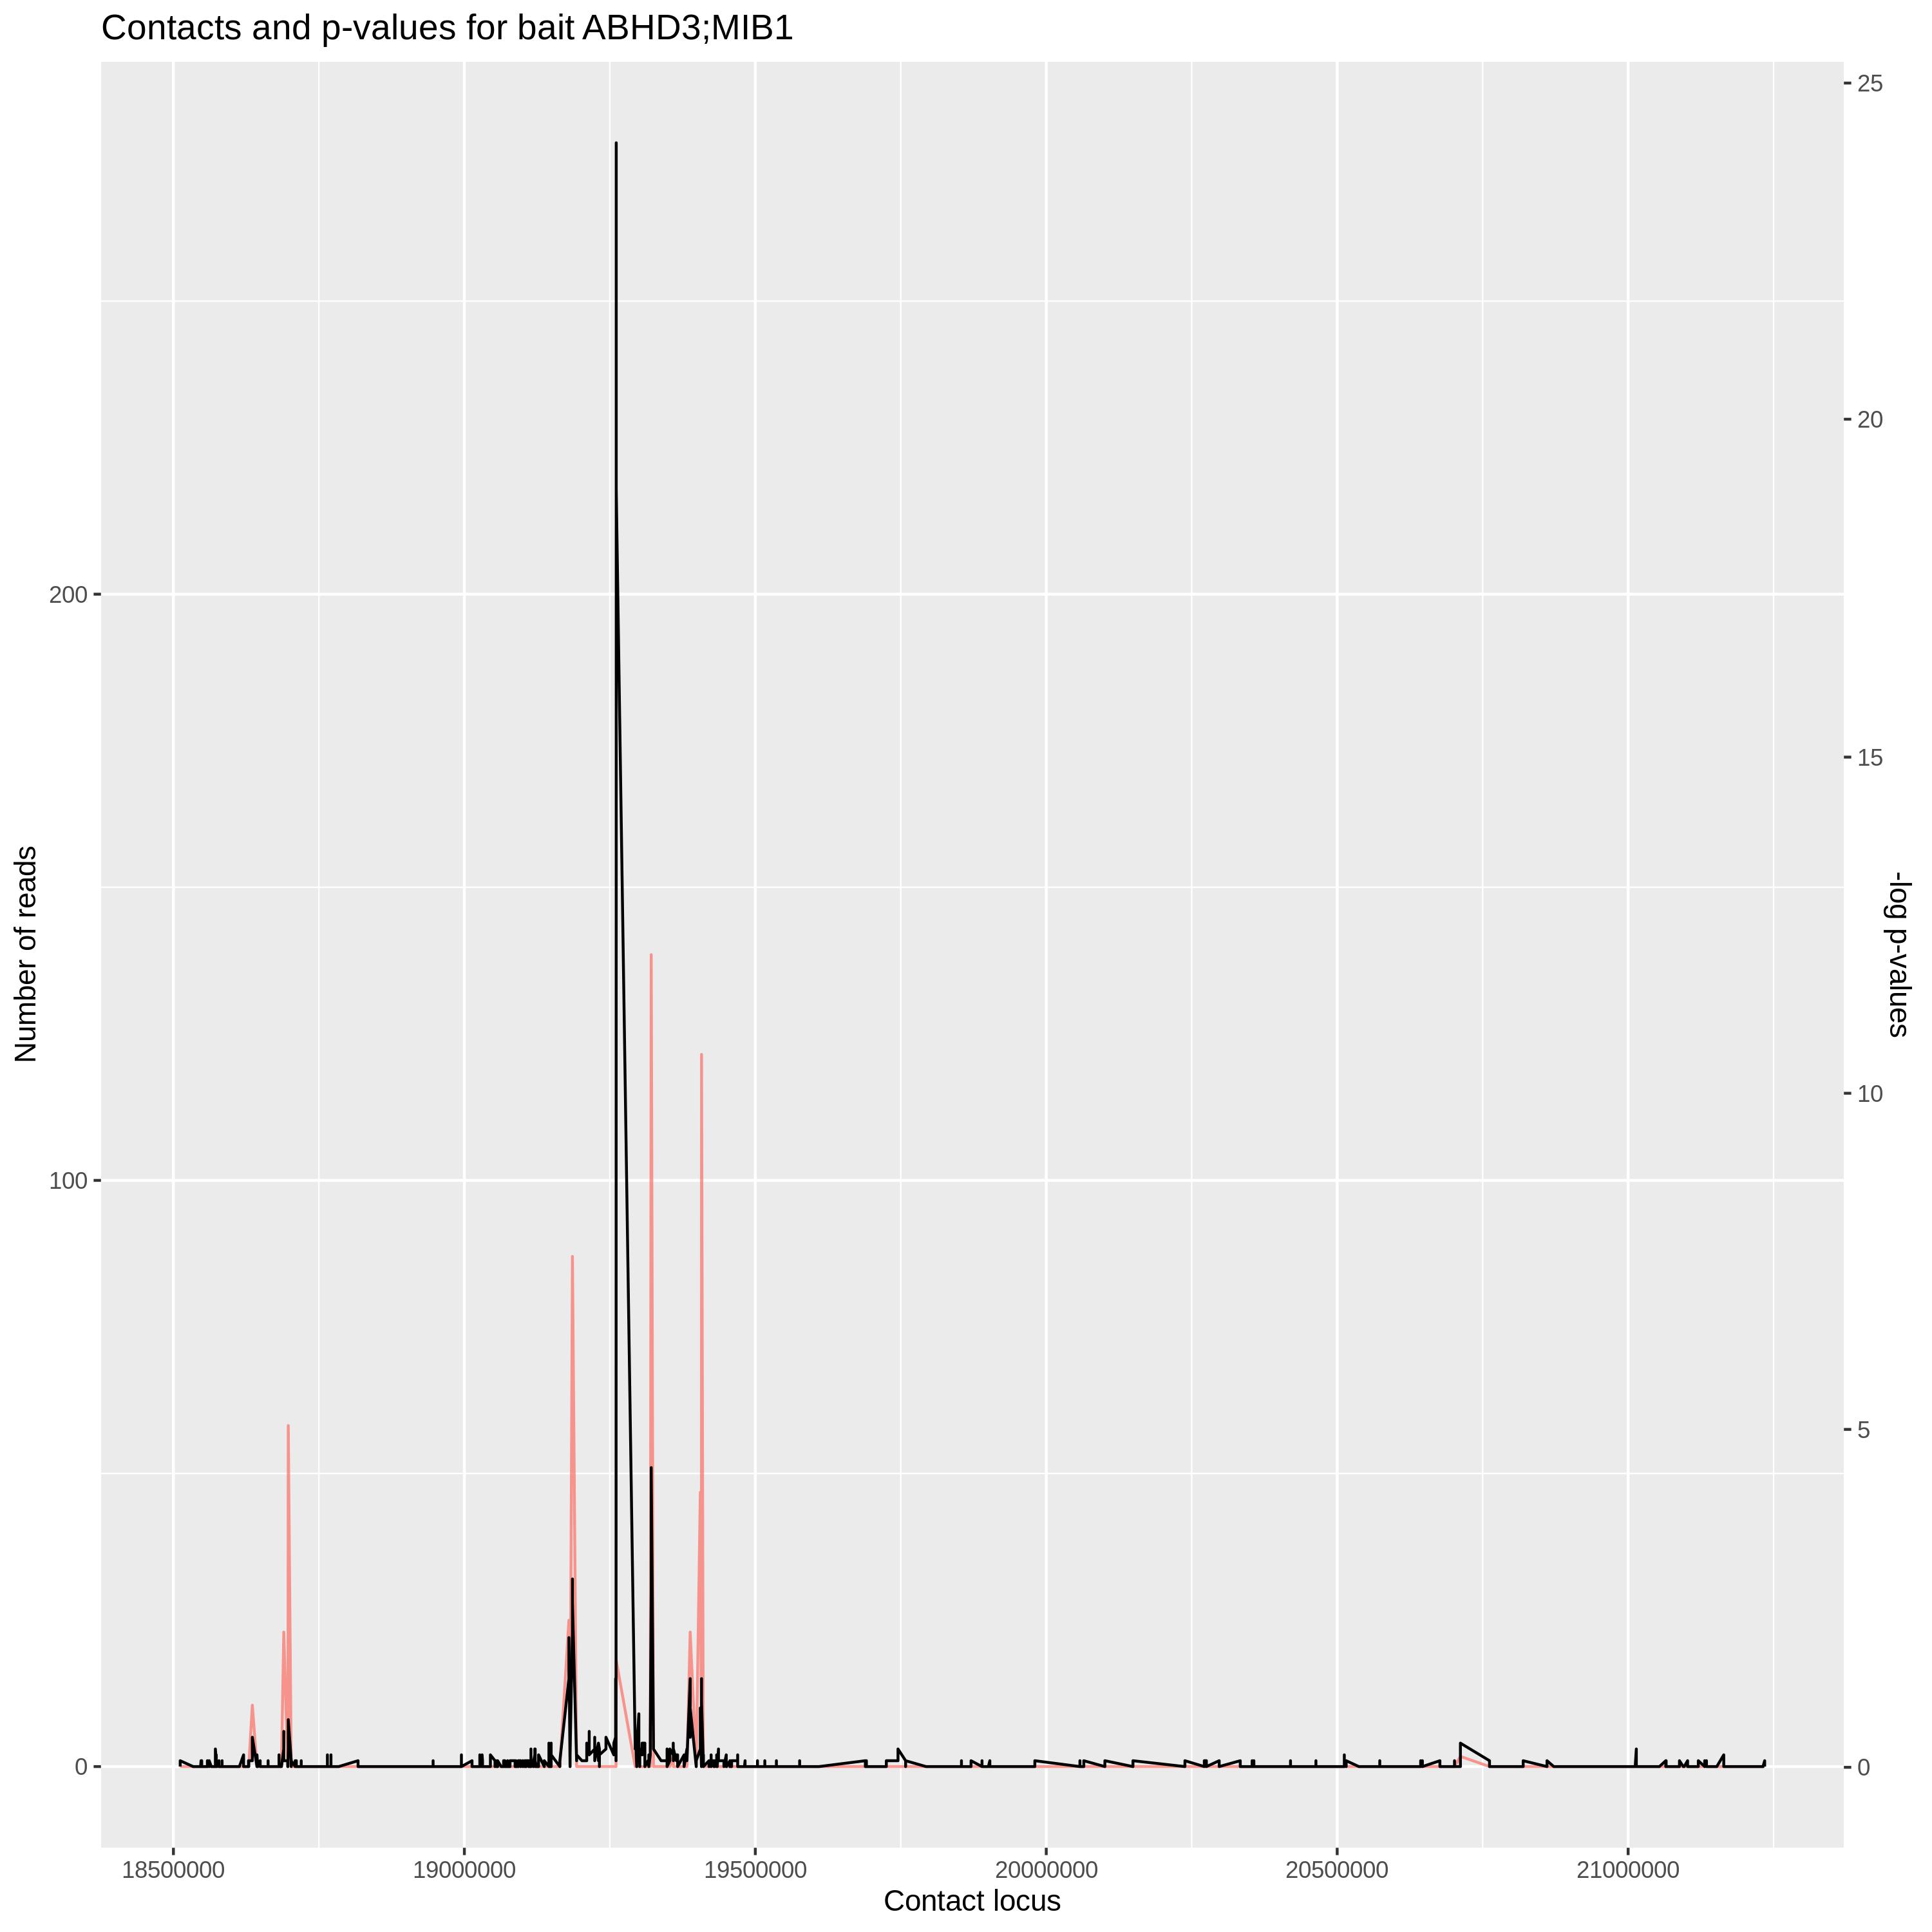 Contacts and p-values for bait ABHD3;MIB1
25
20
200
15
Number of reads
-log p-values
10
100
5
0
0
18500000 19000000 19500000 20000000 20500000 21000000
Contact locus